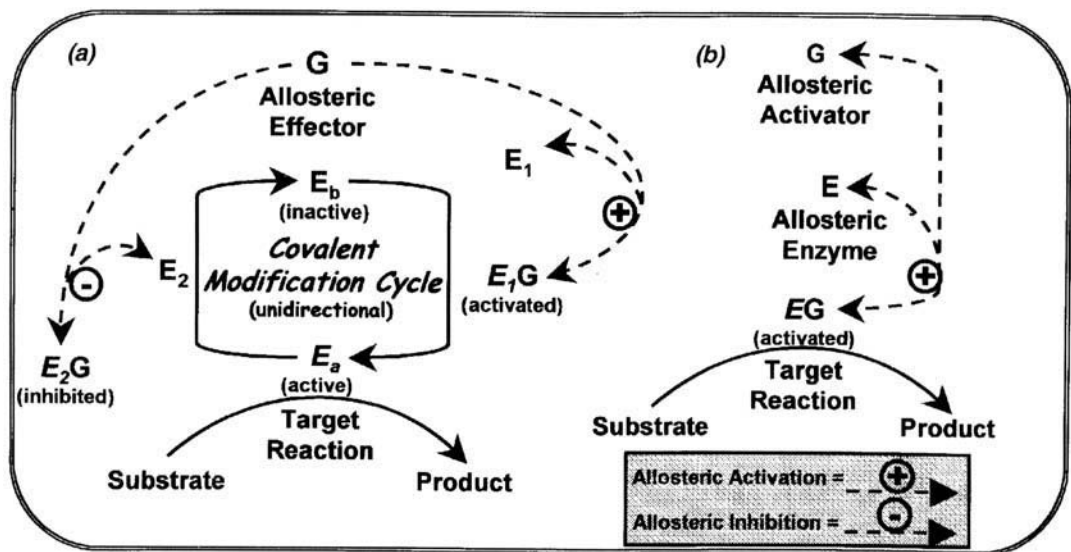 (a)
G
Allosteric
Effector
E1
E1G
(activated)
Eb
(inactive)
Covalent
Modification Cycle
(unidirectional)
E2
E2G
(inhibited)
Ea
(active)
Target
Reaction
Substrate
Product
+
-
(b)
G
Allosteric
Activator
E
Allosteric
Enzyme
+
EG
(activated)
Target
Reaction
Substrate
Product
Allosteric Activation = +
Allosteric Inhibition = -